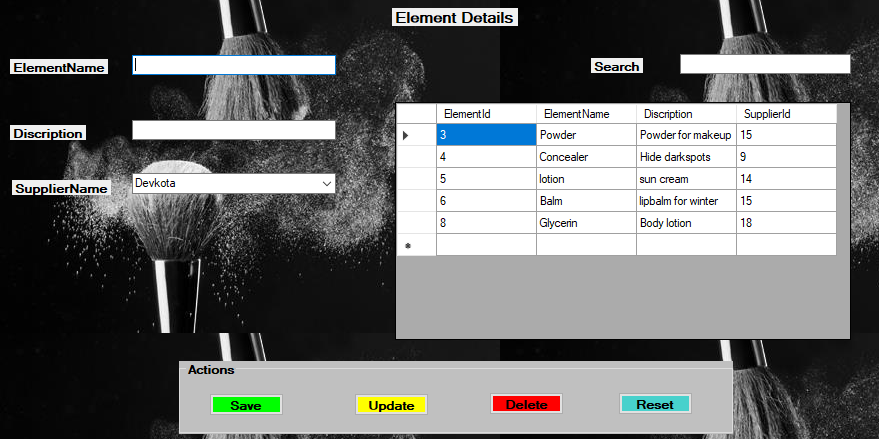 Element Details
ElementName
Search
Discription
SupplierName
Devkota
ElementId ElementName Discription SupplierId
3 Powder Powder for makeup 15
4 Concealer Hide darkspots 9
5 lotion sun cream 14
6 Balm lipbalm for winter 15
8 Glycerin Body lotion 18
Actions
Save Update Delete Reset